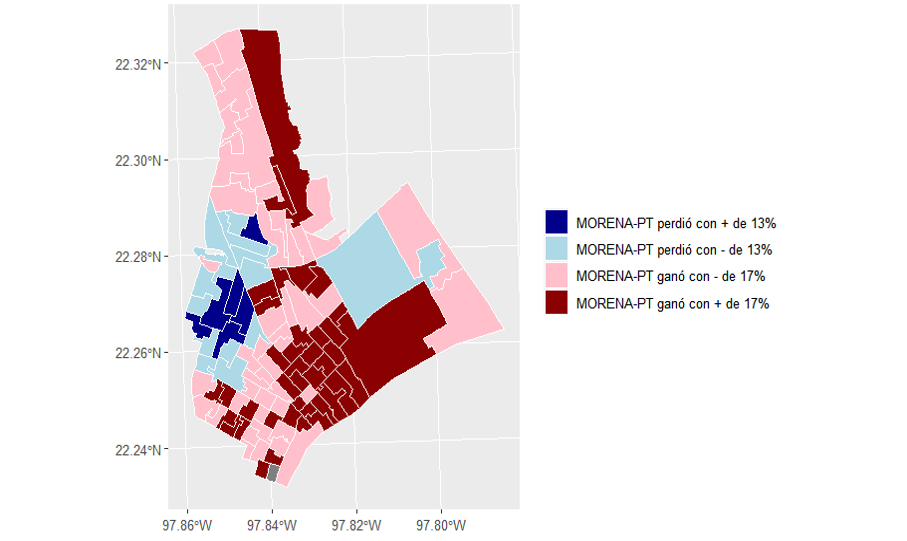 22.32°N
22.30°N
22.28°N
22.26°N
22.24°N
97.86°W
97.84°W
97.82°W
97.80°W
MORENA-PT perdió con + de 13%
MORENA-PT perdió con - de 13%
MORENA-PT ganó con - de 17%
MORENA-PT ganó con + de 17%